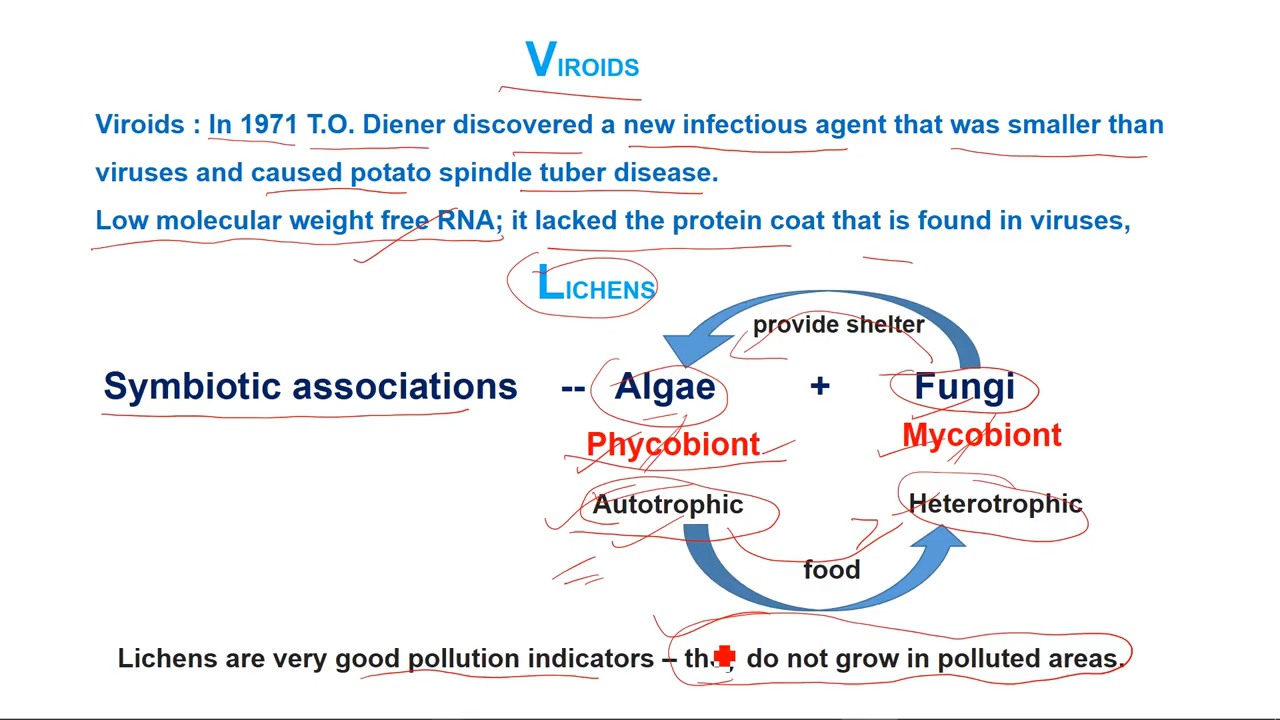 VIROIDS
Viroids : In 1971 T.O. Diener discovered a new infectious agent that was smaller than
viruses and caused potato spindle tuber disease.
Low molecular weight free RNA; it lacked the protein coat that is found in viruses,
LICHENS
provide shelter
Symbiotic associations -- Algae + Fungi
Phycobiont Mycobiont
Autotrophic Heterotrophic
food
Lichens are very good pollution indicators – they do not grow in polluted areas.